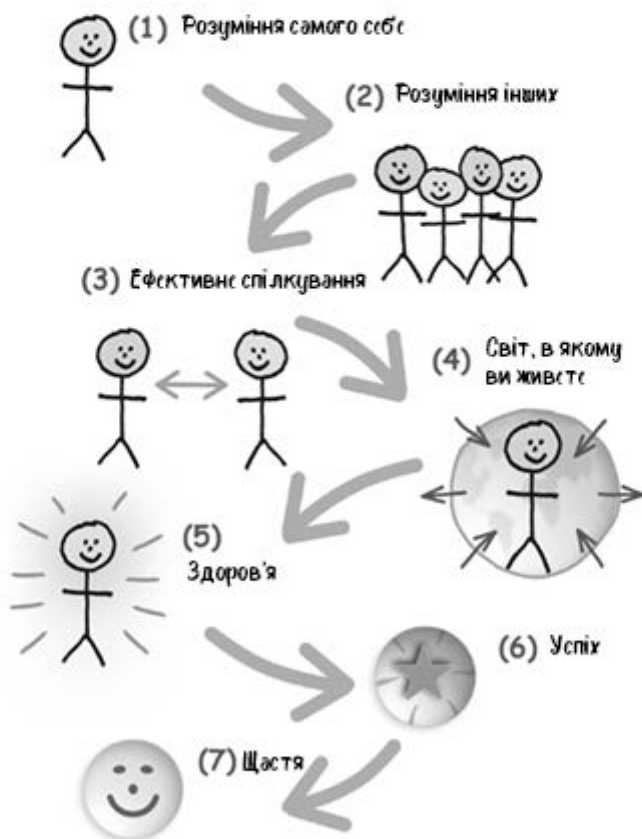 (1) Розуміння самого себе
(2) Розуміння інших
(3) Ефективне спілкування
(4) Світ, в якому
ви живете
(5)
Здоров'я
(6) Успіх
(7) Щастя